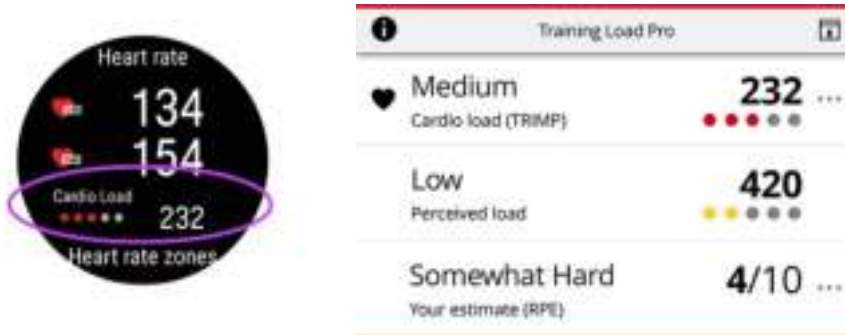 Heart rate
134
154
Cardio Load
232
Heart rate zones
Training Load Pro
Medium
232
Cardio load (TRIMP)
Low
420
Perceived load
Somewhat Hard
4/10
Your estimate (RPE)